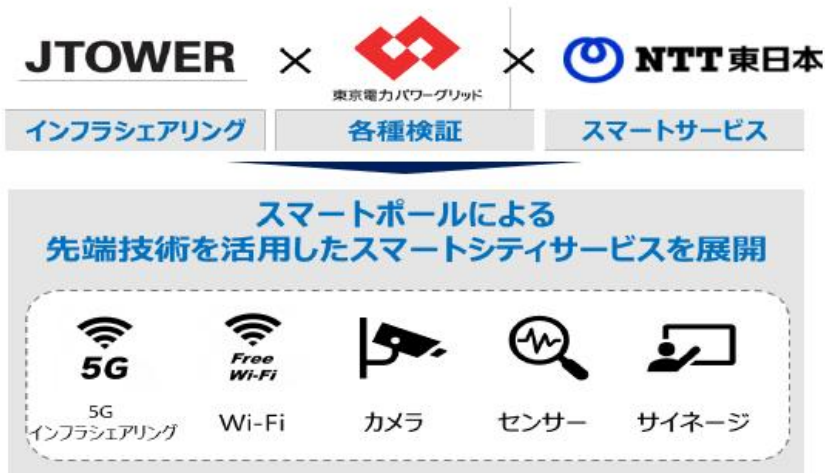 JTOWER × 東京電力パワーグリッド × NTT東日本
インフラシェアリング 各種検証 スマートサービス
スマートポールによる
先端技術を活用したスマートシティサービスを展開
5G Free
Wi-Fi
5G
インフラシェアリング Wi-Fi カメラ センサー サイネージ